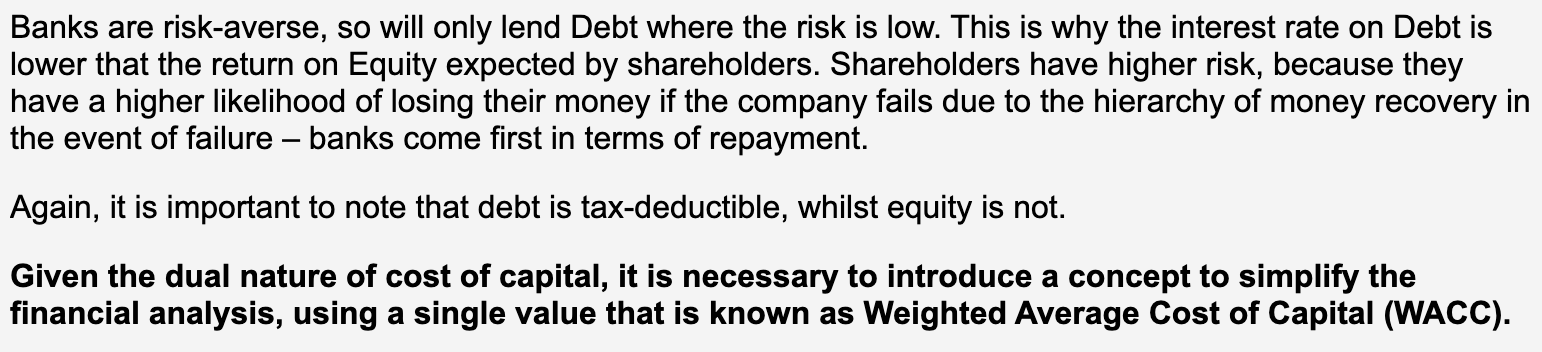 Banks are risk-averse, so will only lend Debt where the risk is low. This is why the interest rate on Debt is
lower that the return on Equity expected by shareholders. Shareholders have higher risk, because they
have a higher likelihood of losing their money if the company fails due to the hierarchy of money recovery in
the event of failure – banks come first in terms of repayment.
Again, it is important to note that debt is tax-deductible, whilst equity is not.
Given the dual nature of cost of capital, it is necessary to introduce a concept to simplify the
financial analysis, using a single value that is known as Weighted Average Cost of Capital (WACC).